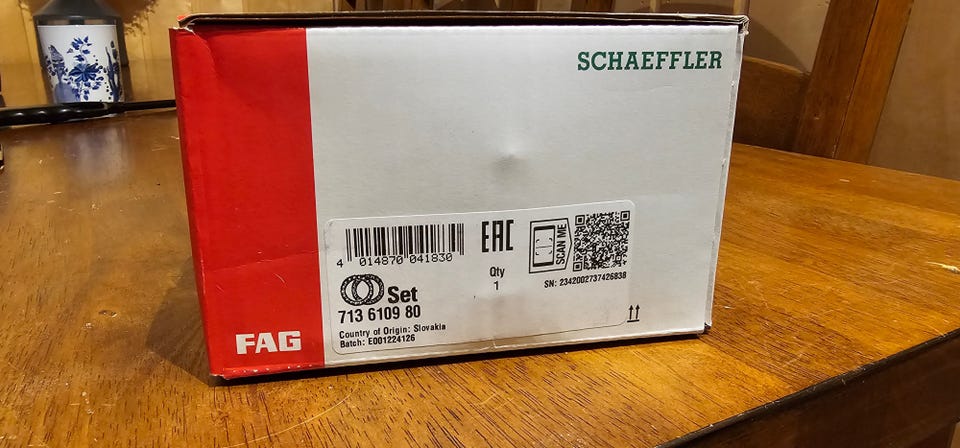 SCHAEFFLER
4 014870 041830
EAC
SCAN ME
Qty
1
SN: 2342002737426838
Set
713 6109 80
Country of Origin: Slovakia
Batch: E001224126
FAG